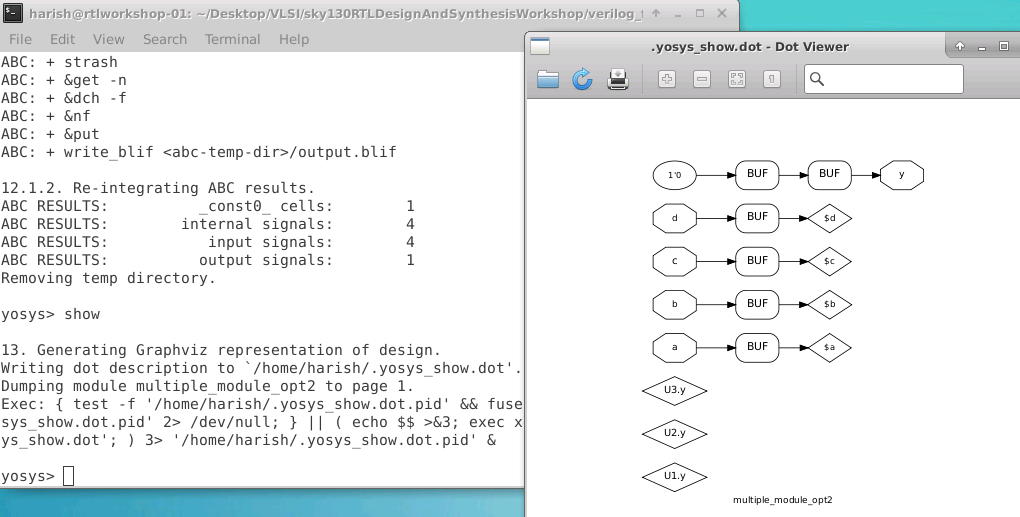 harish@rtlworkshop-01: ~/Desktop/VLSI/sky130RTLDesignAndSynthesisWorkshop/verilog_
File Edit View Search Terminal Help
ABC: + strash
ABC: + &get -n
ABC: + &dch -f
ABC: + &nf
ABC: + &put
ABC: + write_blif <abc-temp-dir>/output.blif
12.1.2. Re-integrating ABC results.
ABC RESULTS: _const0_ cells: 1
ABC RESULTS: internal signals: 4
ABC RESULTS: input signals: 4
ABC RESULTS: output signals: 1
Removing temp directory.
yosys> show
13. Generating Graphviz representation of design.
Writing dot description to `/home/harish/.yosys_show.dot'.
Dumping module multiple_module_opt2 to page 1.
Exec: { test -f '/home/harish/.yosys_show.dot.pid' && fuse
sys_show.dot.pid' 2> /dev/null; } || ( echo $$ >&3; exec x
ys_show.dot'; ) 3> '/home/harish/.yosys_show.dot.pid' &
yosys>
.yosys_show.dot - Dot Viewer
1'0 BUF BUF y
d BUF $d
c BUF $c
b BUF $b
a BUF $a
U3.y
U2.y
U1.y
multiple_module_opt2